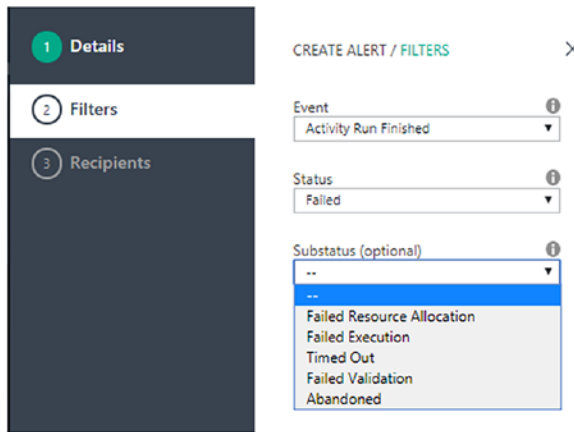 1 Details
2 Filters
3 Recipients
CREATE ALERT / FILTERS
Event
Activity Run Finished
Status
Failed
Substatus (optional)
--
--
Failed Resource Allocation
Failed Execution
Timed Out
Failed Validation
Abandoned